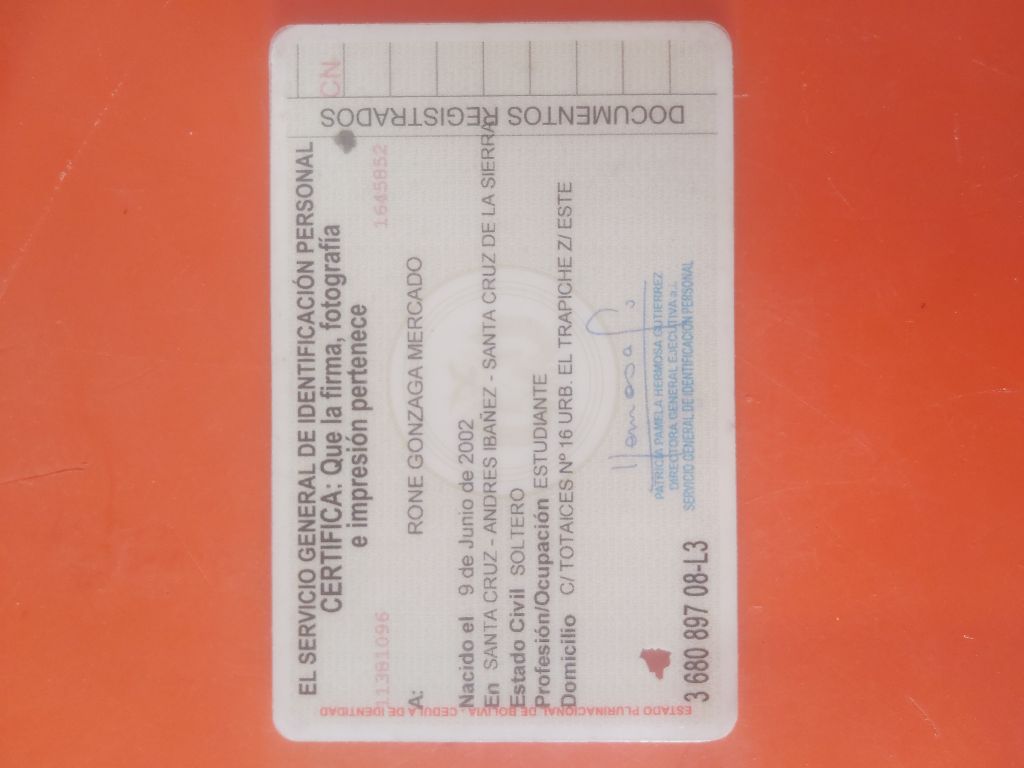 EL SERVICIO GENERAL DE IDENTIFICACIÓN PERSONAL
CERTIFICA: Que la firma, fotografía
e impresión pertenece
11381096 1645852
A: RONE GONZAGA MERCADO
Nacido el 9 de Junio de 2002
En SANTA CRUZ - ANDRES IBAÑEZ - SANTA CRUZ DE LA SIERRA
Estado Civil SOLTERO
Profesión/Ocupación ESTUDIANTE
Domicilio C/ TOTAICES Nº 16 URB. EL TRAPICHE Z/ ESTE
PATRICIA PAMELA HERMOSA GUTIERREZ
DIRECTORA GENERAL EJECUTIVA a.i.
SERVICIO GENERAL DE IDENTIFICACIÓN PERSONAL
3 680 897 08-L3
ESTADO PLURINACIONAL DE BOLIVIA - CEDULA DE IDENTIDAD
DOCUMENTOS REGISTRADOS
CN